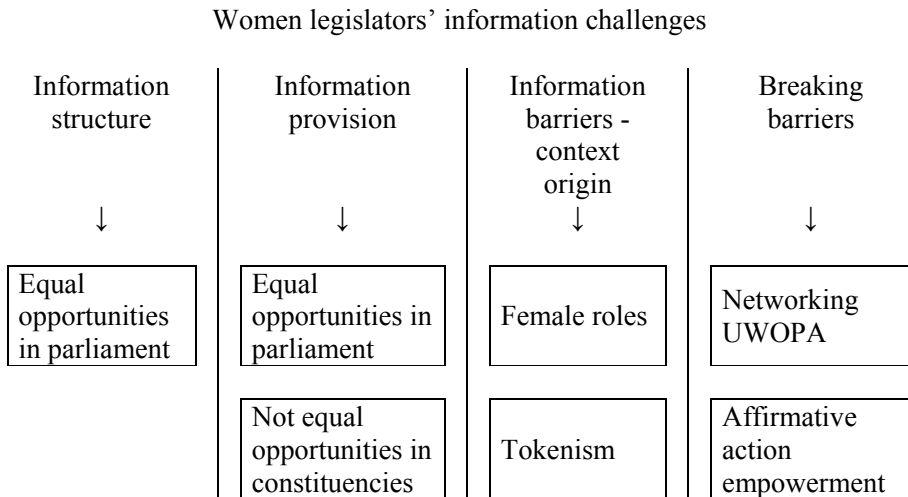 Women legislators’ information challenges
Information
structure
↓
Equal
opportunities
in parliament
Information
provision
↓
Equal
opportunities in
parliament
Not equal
opportunities in
constituencies
Information
barriers -
context
origin
↓
Female roles
Tokenism
Breaking
barriers
↓
Networking
UWOPA
Affirmative
action
empowerment